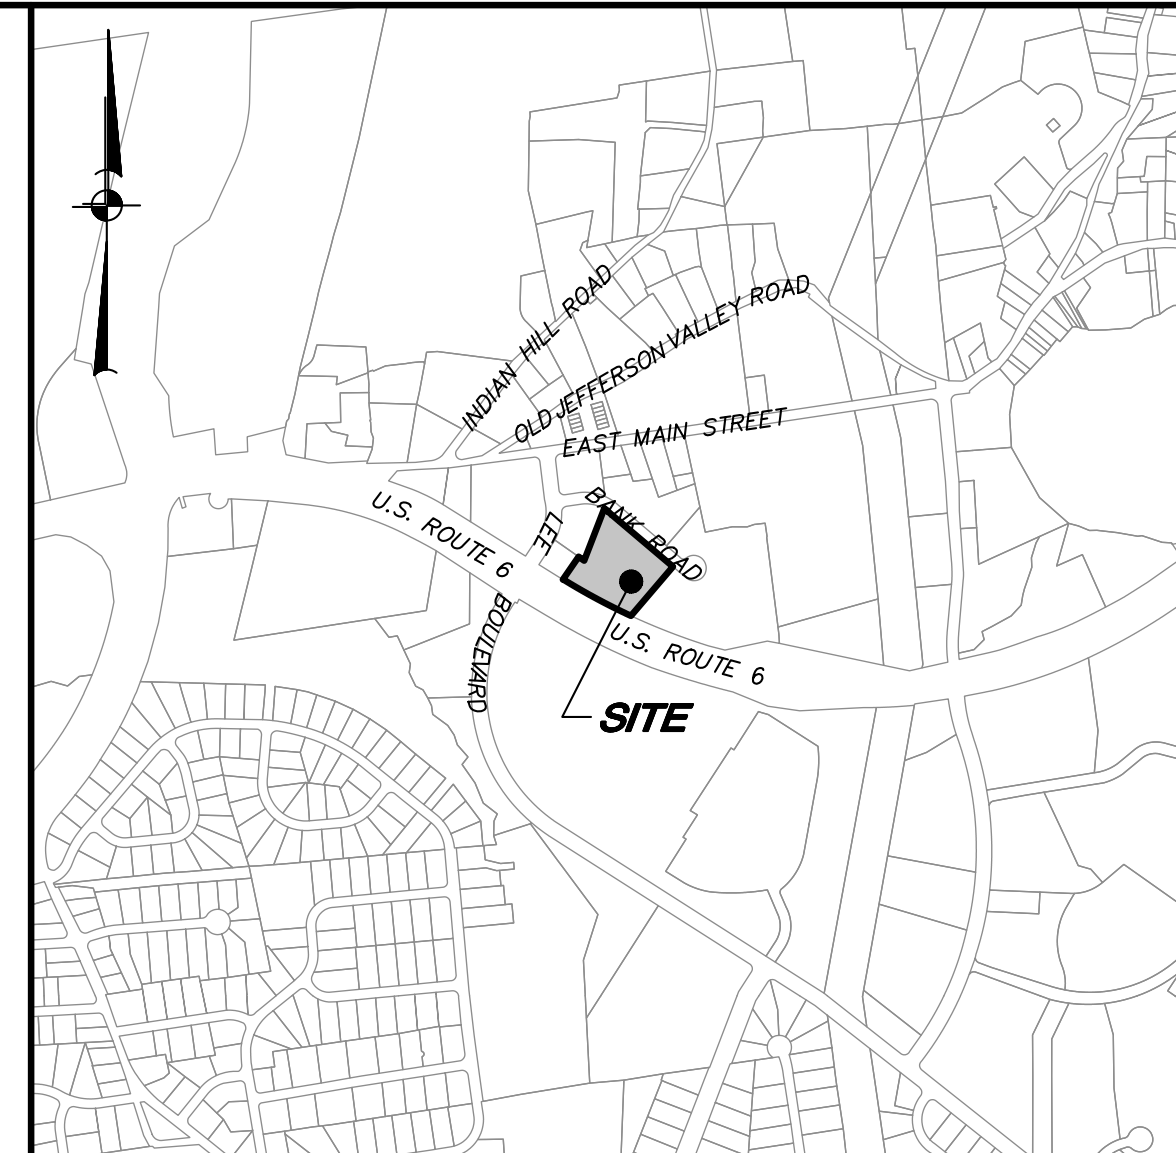 INDIAN HILL ROAD
OLD JEFFERSON VALLEY ROAD
EAST MAIN STREET
BANK ROAD
U.S. ROUTE 6
LEE
BOULEVARD
U.S. ROUTE 6
SITE